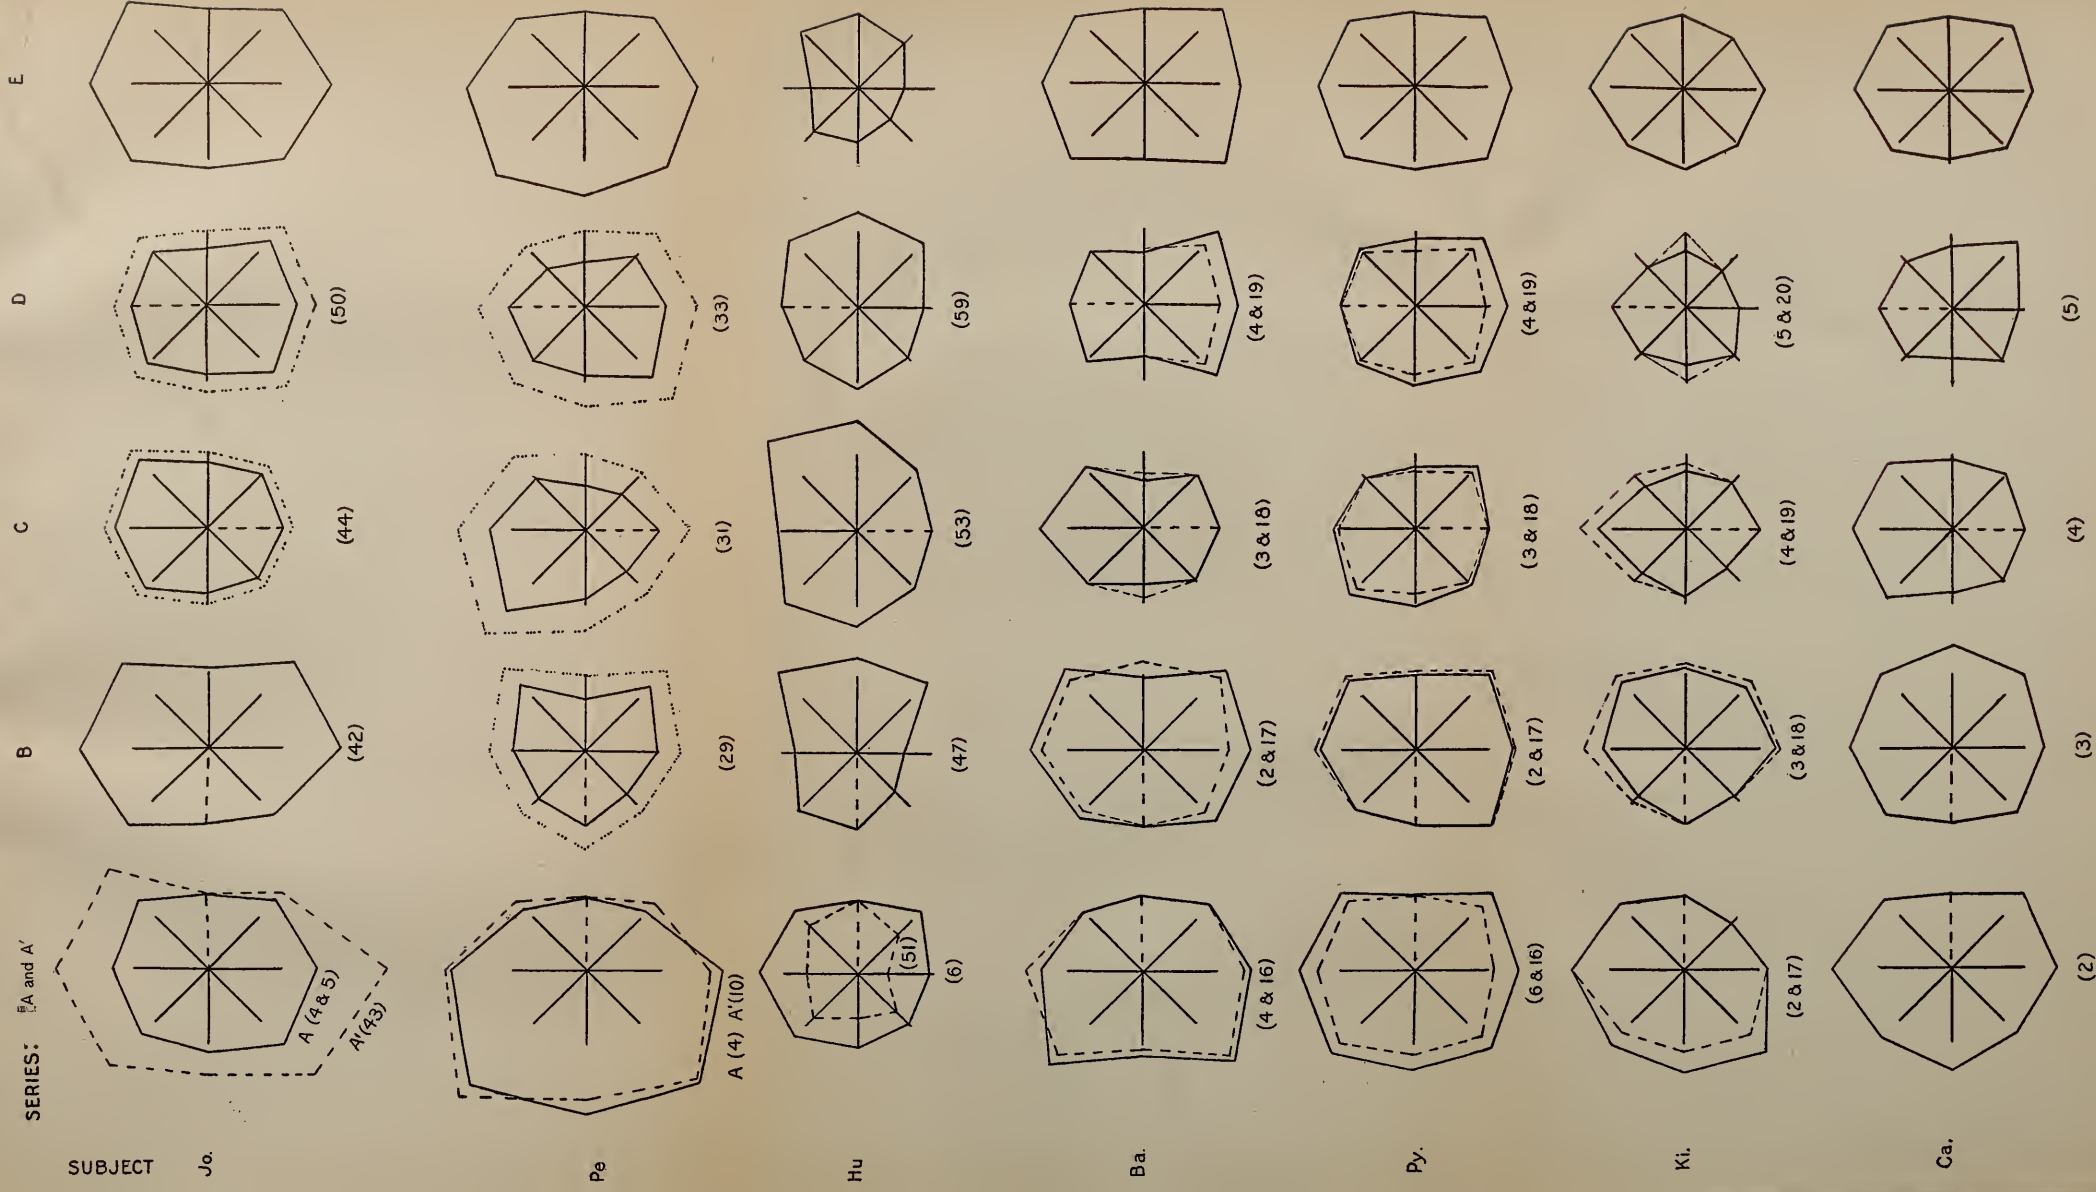 SERIES: A and A' B C D E
SUBJECT
Jo. A (4 & 5) A'(43) (42) (44) (50)
Pe A (4) A'(10) (29) (31) (33)
Hu (51) (6) (47) (53) (59)
Ba. (4 & 16) (2 & 17) (3 & 18) (4 & 19)
Py. (6 & 16) (2 & 17) (3 & 18) (4 & 19)
Ki. (2 & 17) (3 & 18) (4 & 19) (5 & 20)
Ca. (2) (3) (4) (5)